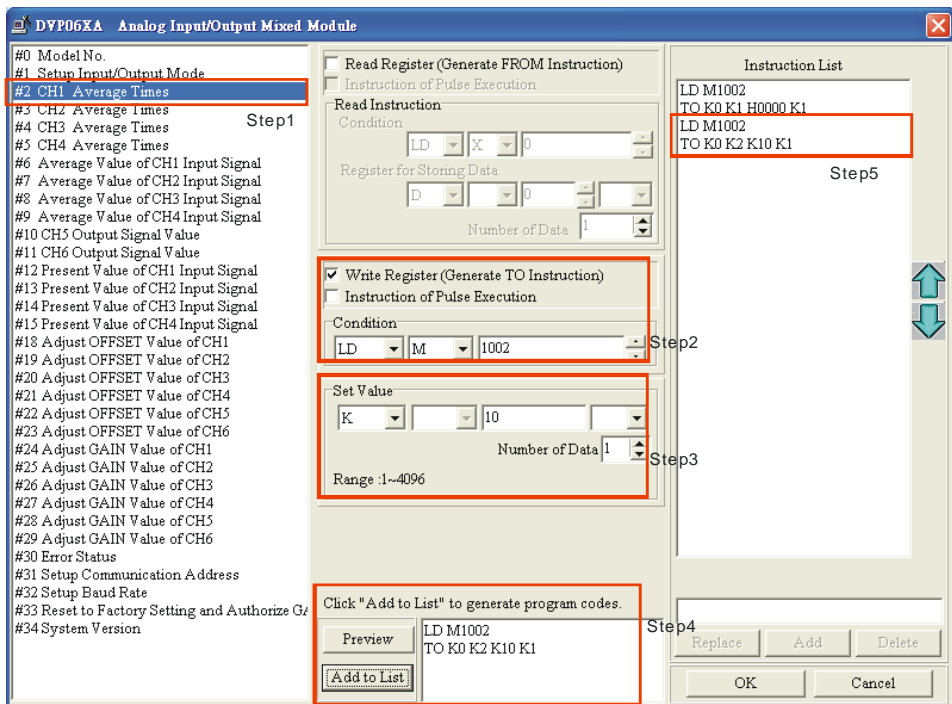 DVP06XA Analog Input/Output Mixed Module
#0 Model No.
#1 Setup Input/Output Mode
#2 CH1 Average Times
#3 CH2 Average Times
#4 CH3 Average Times
#5 CH4 Average Times
#6 Average Value of CH1 Input Signal
#7 Average Value of CH2 Input Signal
#8 Average Value of CH3 Input Signal
#9 Average Value of CH4 Input Signal
#10 CH5 Output Signal Value
#11 CH6 Output Signal Value
#12 Present Value of CH1 Input Signal
#13 Present Value of CH2 Input Signal
#14 Present Value of CH3 Input Signal
#15 Present Value of CH4 Input Signal
#18 Adjust OFFSET Value of CH1
#19 Adjust OFFSET Value of CH2
#20 Adjust OFFSET Value of CH3
#21 Adjust OFFSET Value of CH4
#22 Adjust OFFSET Value of CH5
#23 Adjust OFFSET Value of CH6
#24 Adjust GAIN Value of CH1
#25 Adjust GAIN Value of CH2
#26 Adjust GAIN Value of CH3
#27 Adjust GAIN Value of CH4
#28 Adjust GAIN Value of CH5
#29 Adjust GAIN Value of CH6
#30 Error Status
#31 Setup Communication Address
#32 Setup Baud Rate
#33 Reset to Factory Setting and Authorize GA
#34 System Version
Step1
Read Register (Generate FROM Instruction)
Instruction of Pulse Execution
Read Instruction
Condition
LD X 0
Register for Storing Data
D 0
Number of Data 1
Write Register (Generate TO Instruction)
Instruction of Pulse Execution
Condition
LD M 1002
Step2
Set Value
K 10
Number of Data 1
Step3
Range :1~4096
Click "Add to List" to generate program codes.
Preview
Add to List
LD M1002
TO K0 K2 K10 K1
Step4
Instruction List
LD M1002
TO K0 K1 H0000 K1
LD M1002
TO K0 K2 K10 K1
Step5
Replace Add Delete
OK Cancel